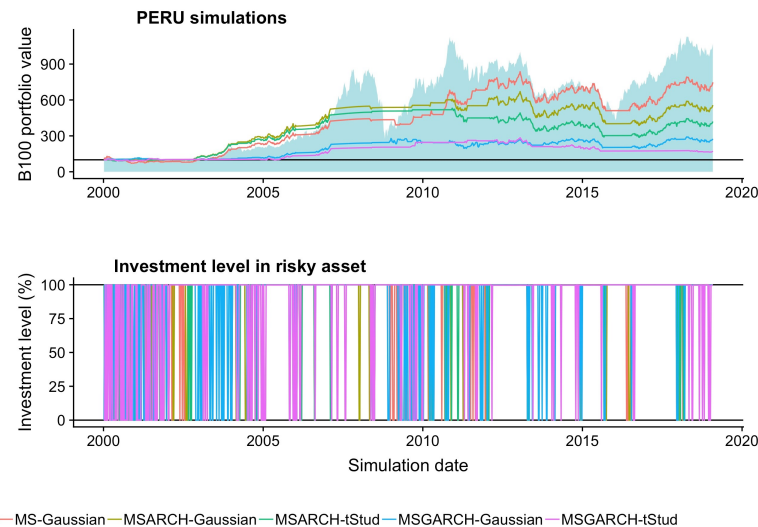 PERU simulations
B100 portfolio value
900
600
300
0
2000 2005 2010 2015 2020
Investment level in risky asset
Investment level (%)
100
75
50
25
0
2000 2005 2010 2015 2020
Simulation date
MS-Gaussian MSARCH-Gaussian MSARCH-tStud MSGARCH-Gaussian MSGARCH-tStud